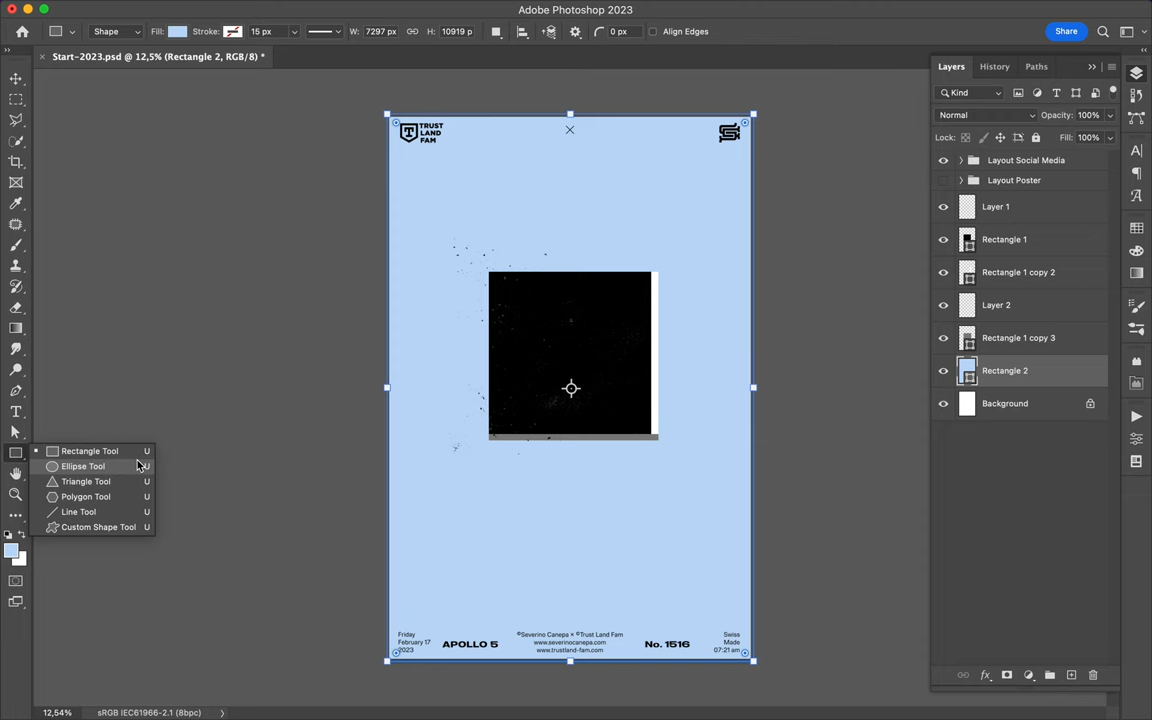 Adobe Photoshop 2023
Shape
Fill:
Stroke:
15 px
W: 7297 px
H: 10919 p
0 px
Align Edges
Share
Start-2023.psd @ 12,5% (Rectangle 2, RGB/8) *
Layers
History
Paths
Kind
Normal
Opacity: 100%
Lock:
Fill: 100%
Layout Social Media
Layout Poster
Layer 1
Rectangle 1
Rectangle 1 copy 2
Layer 2
Rectangle 1 copy 3
Rectangle 2
Background
TRUST
LAND
FAM
Rectangle Tool U
Ellipse Tool U
Triangle Tool U
Polygon Tool U
Line Tool U
Custom Shape Tool U
Friday
February 17
2023
APOLLO 5
©Severino Canepa × ©Trust Land Fam
www.severinocanepa.com
www.trustland-fam.com
No. 1516
Swiss
Made
07:21 am
12,54%
sRGB IEC61966-2.1 (8bpc)